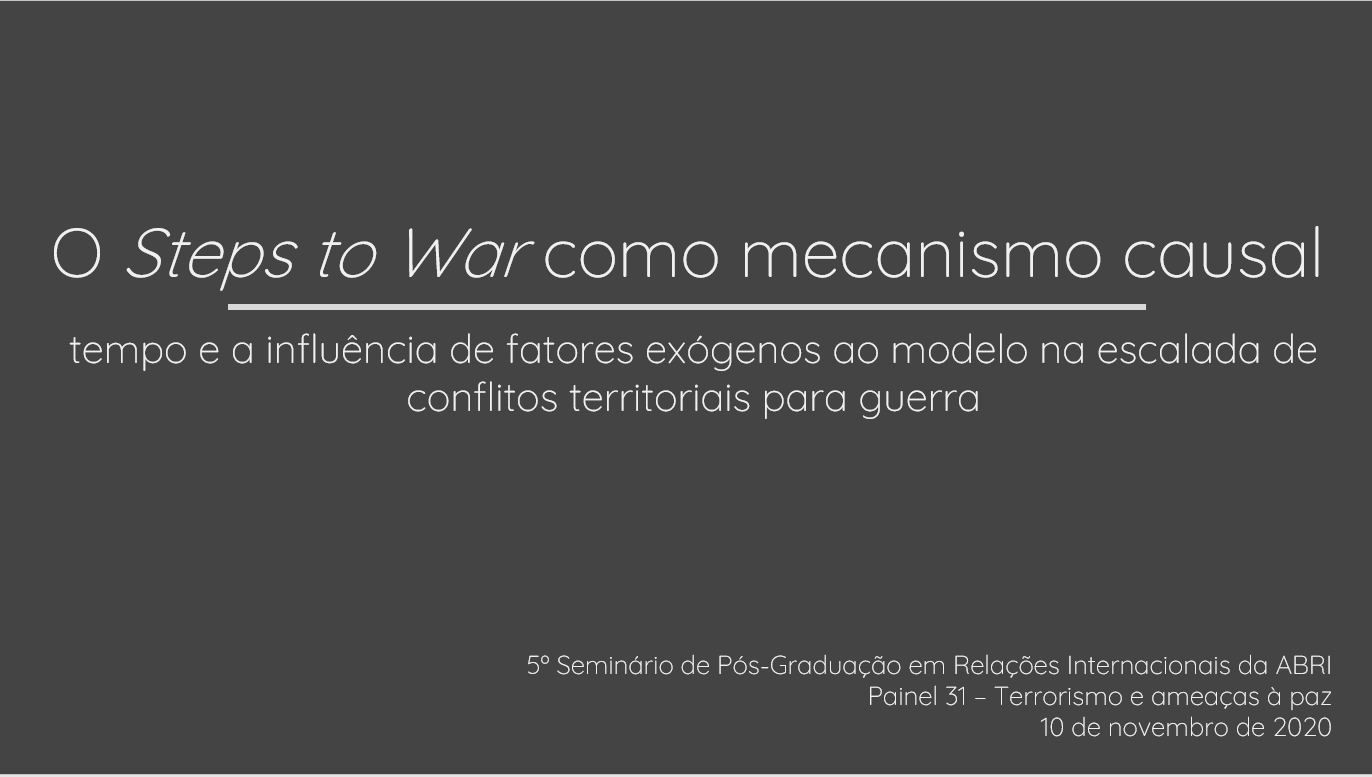 O Steps to War como mecanismo causal
tempo e a influência de fatores exógenos ao modelo na escalada de
conflitos territoriais para guerra
5º Seminário de Pós-Graduação em Relações Internacionais da ABRI
Painel 31 – Terrorismo e ameaças à paz
10 de novembro de 2020